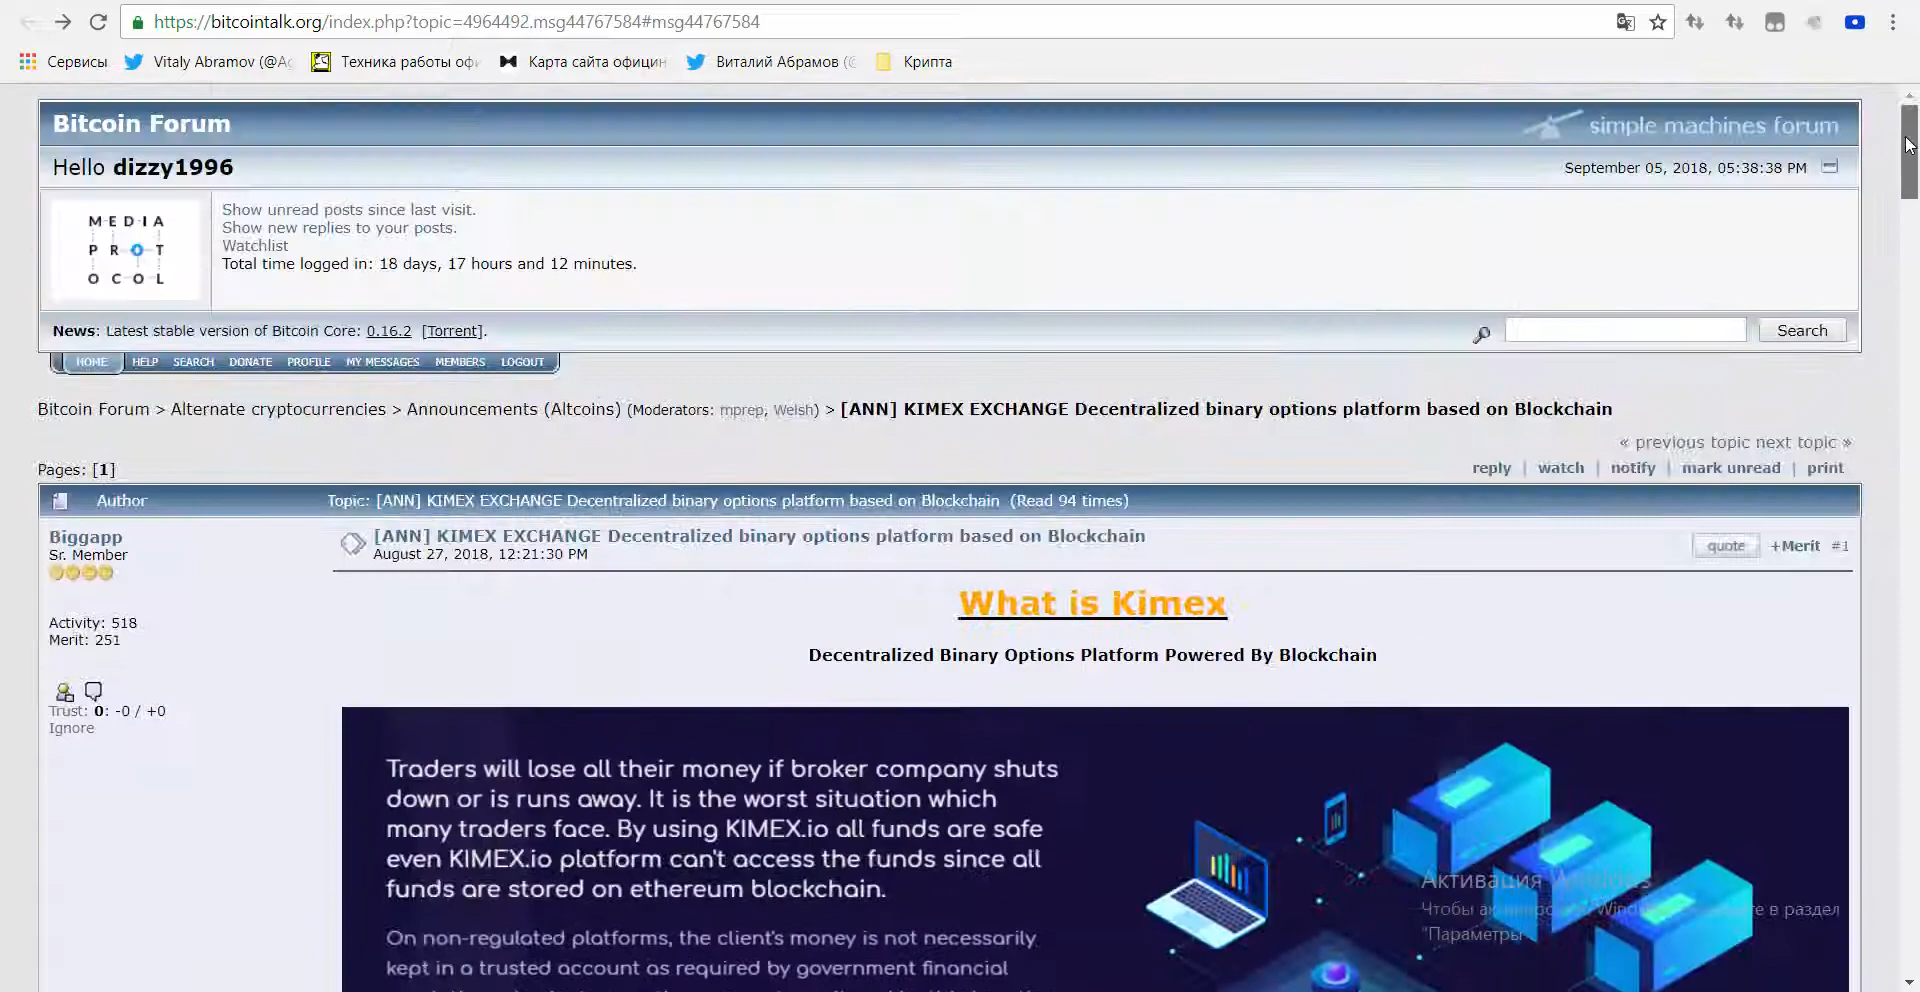 https://bitcointalk.org/index.php?topic=4964492.msg44767584#msg44767584
Сервисы
Vitaly Abramov (@A
Техника работы офи
Карта сайта официн
Виталий Абрамов (
Крипта
Bitcoin Forum
simple machines forum
Hello dizzy1996
September 05, 2018, 05:38:38 PM
MEDIA
PROT
OCOL
Show unread posts since last visit.
Show new replies to your posts.
Watchlist
Total time logged in: 18 days, 17 hours and 12 minutes.
News: Latest stable version of Bitcoin Core: 0.16.2 [Torrent].
Search
HOME HELP SEARCH DONATE PROFILE MY MESSAGES MEMBERS LOGOUT
Bitcoin Forum > Alternate cryptocurrencies > Announcements (Altcoins) (Moderators: mprep, Welsh) > [ANN] KIMEX EXCHANGE Decentralized binary options platform based on Blockchain
« previous topic next topic »
Pages: [1]
reply | watch | notify | mark unread | print
Author
Topic: [ANN] KIMEX EXCHANGE Decentralized binary options platform based on Blockchain (Read 94 times)
Biggapp
Sr. Member
Activity: 518
Merit: 251
Trust: 0: -0 / +0
Ignore
[ANN] KIMEX EXCHANGE Decentralized binary options platform based on Blockchain
August 27, 2018, 12:21:30 PM
quote +Merit #1
What is Kimex
Decentralized Binary Options Platform Powered By Blockchain
Traders will lose all their money if broker company shuts
down or is runs away. It is the worst situation which
many traders face. By using KIMEX.io all funds are safe
even KIMEX.io platform can't access the funds since all
funds are stored on ethereum blockchain.
On non-regulated platforms, the client's money is not necessarily
kept in a trusted account as required by government financial
Активация Windows
Чтобы в раздел
"Параметры